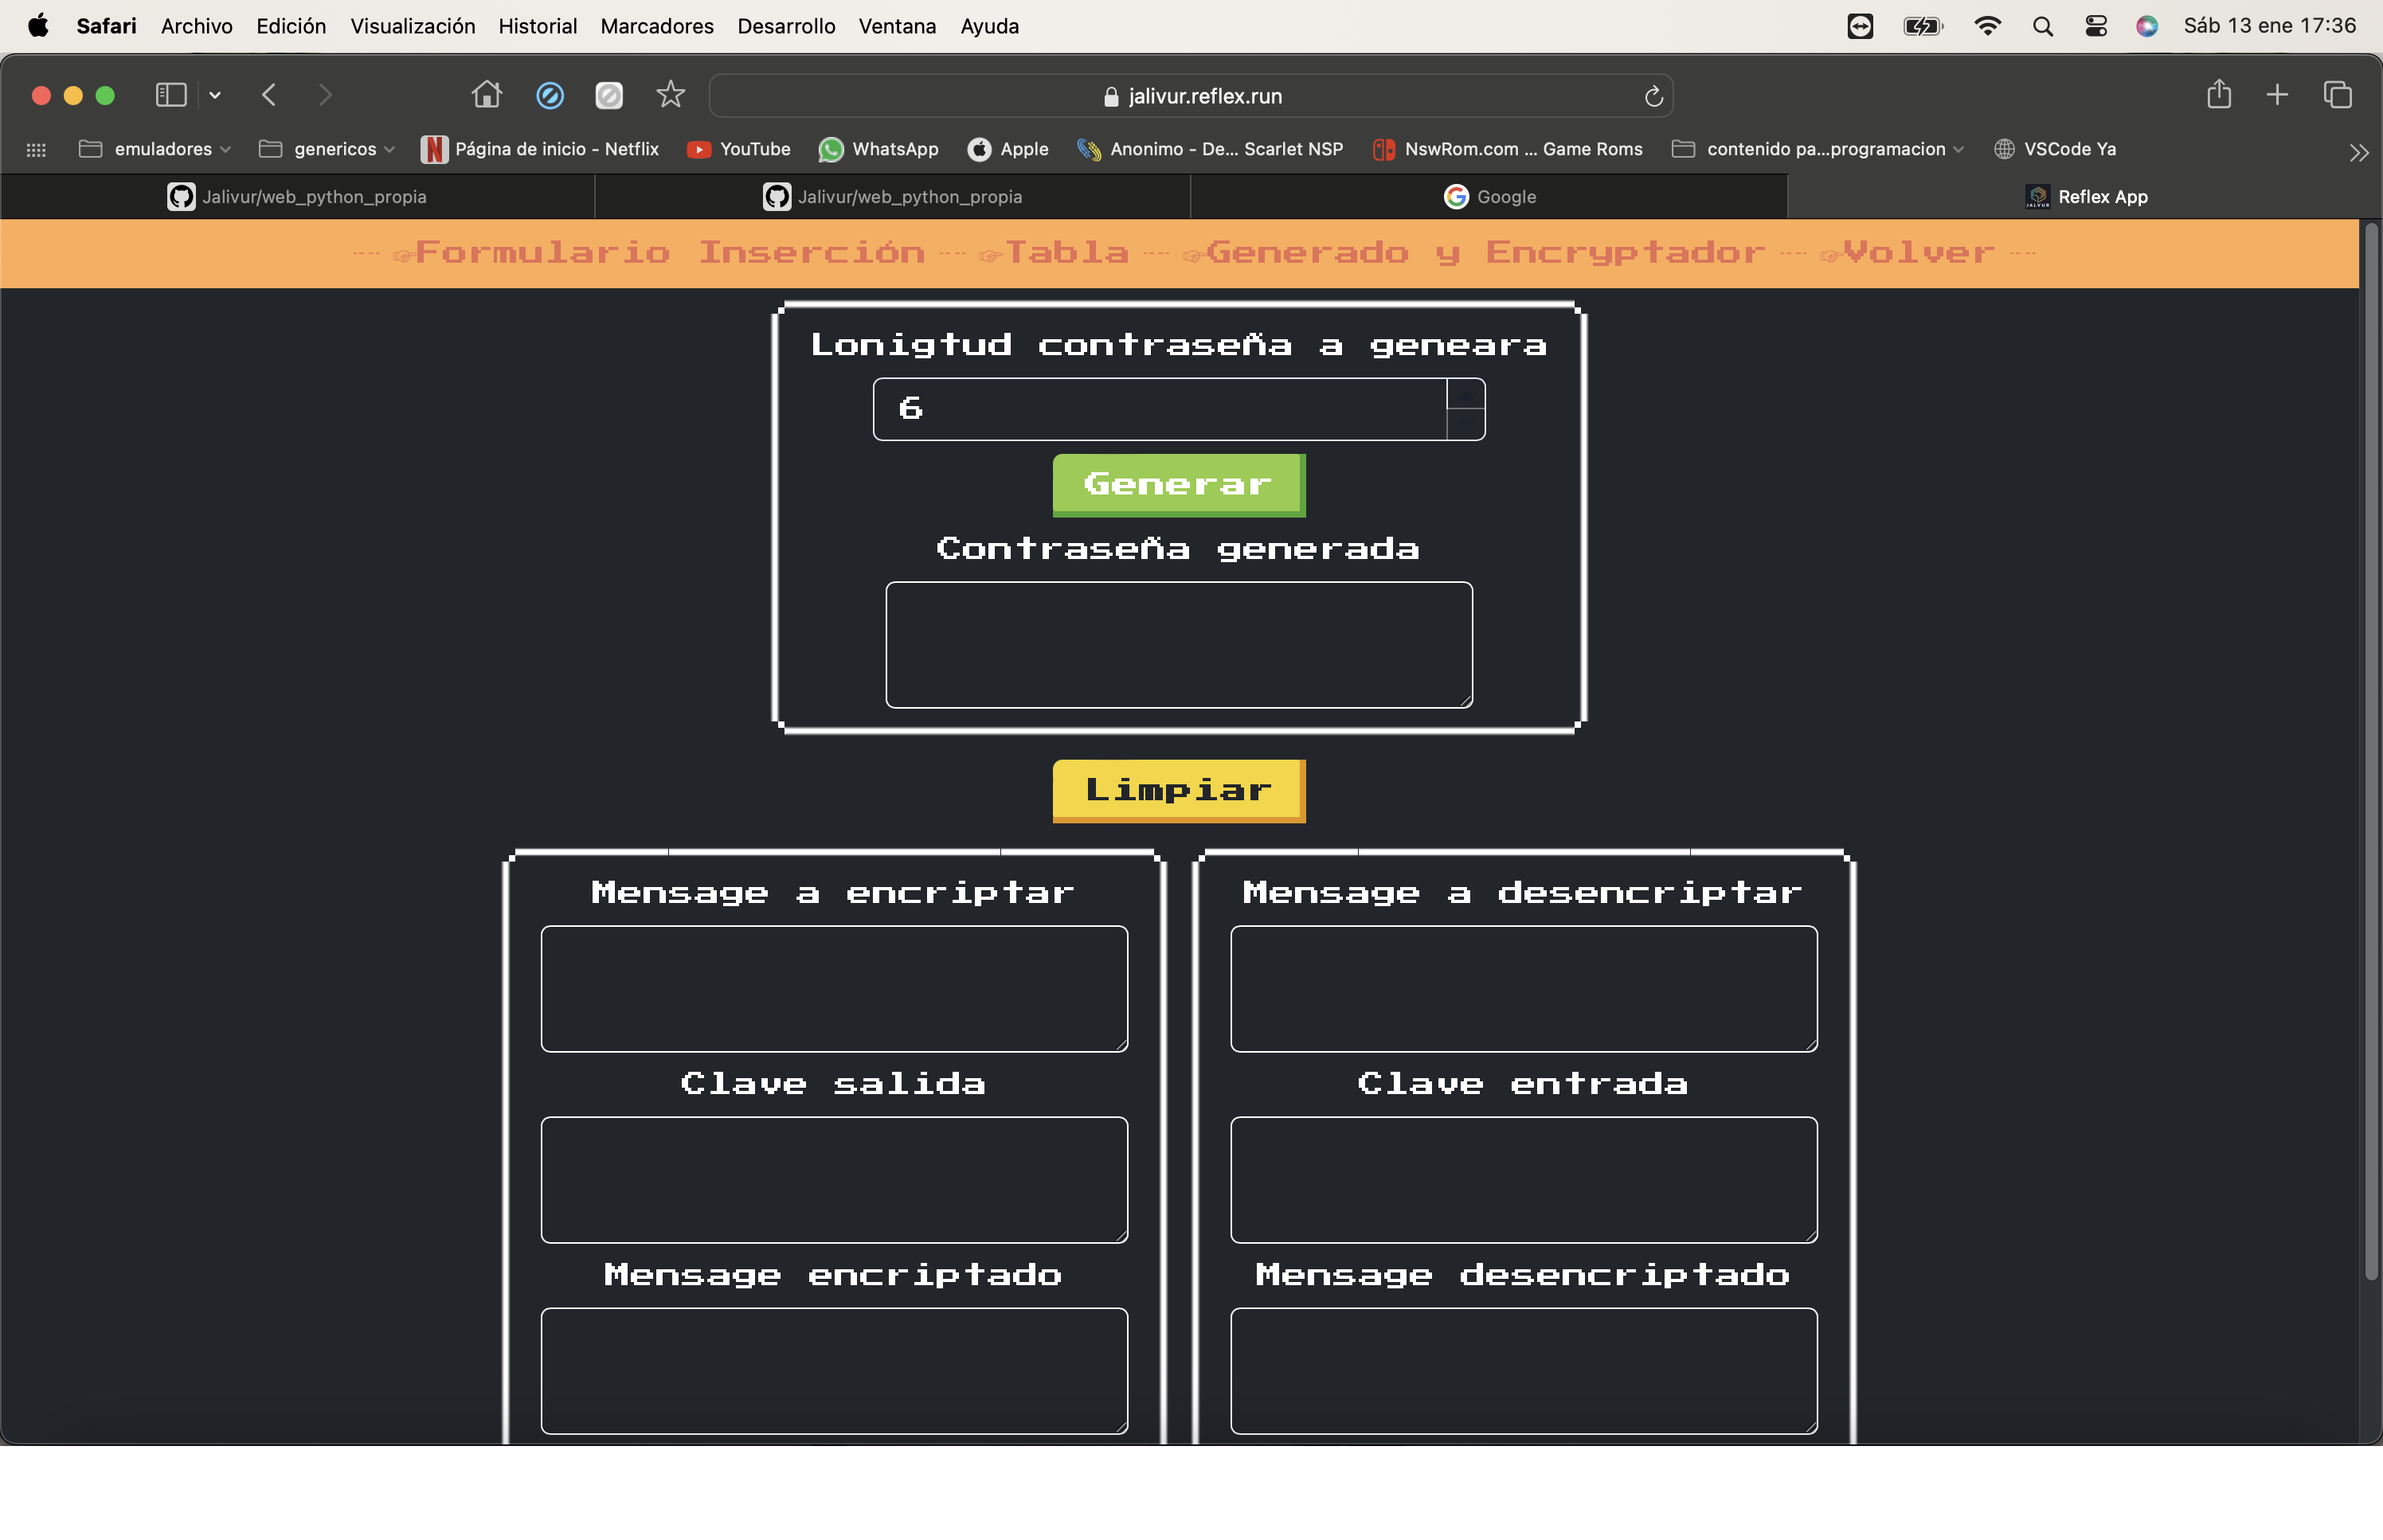 Safari Archivo Edición Visualización Historial Marcadores Desarrollo Ventana Ayuda Sáb 13 ene 17:36
jalivur.reflex.run
emuladores genericos Página de inicio - Netflix YouTube WhatsApp Apple Anonimo - De... Scarlet NSP NswRom.com ... Game Roms contenido pa...programacion VSCode Ya
Jalivur/web_python_propia Jalivur/web_python_propia Google Reflex App
--- ☞Formulario Inserción --- ☞Tabla --- ☞Generado y Encryptador --- ☞Volver ---
Lonigtud contraseña a geneara
6
Generar
Contraseña generada
Limpiar
Mensage a encriptar Mensage a desencriptar
Clave salida Clave entrada
Mensage encriptado Mensage desencriptado